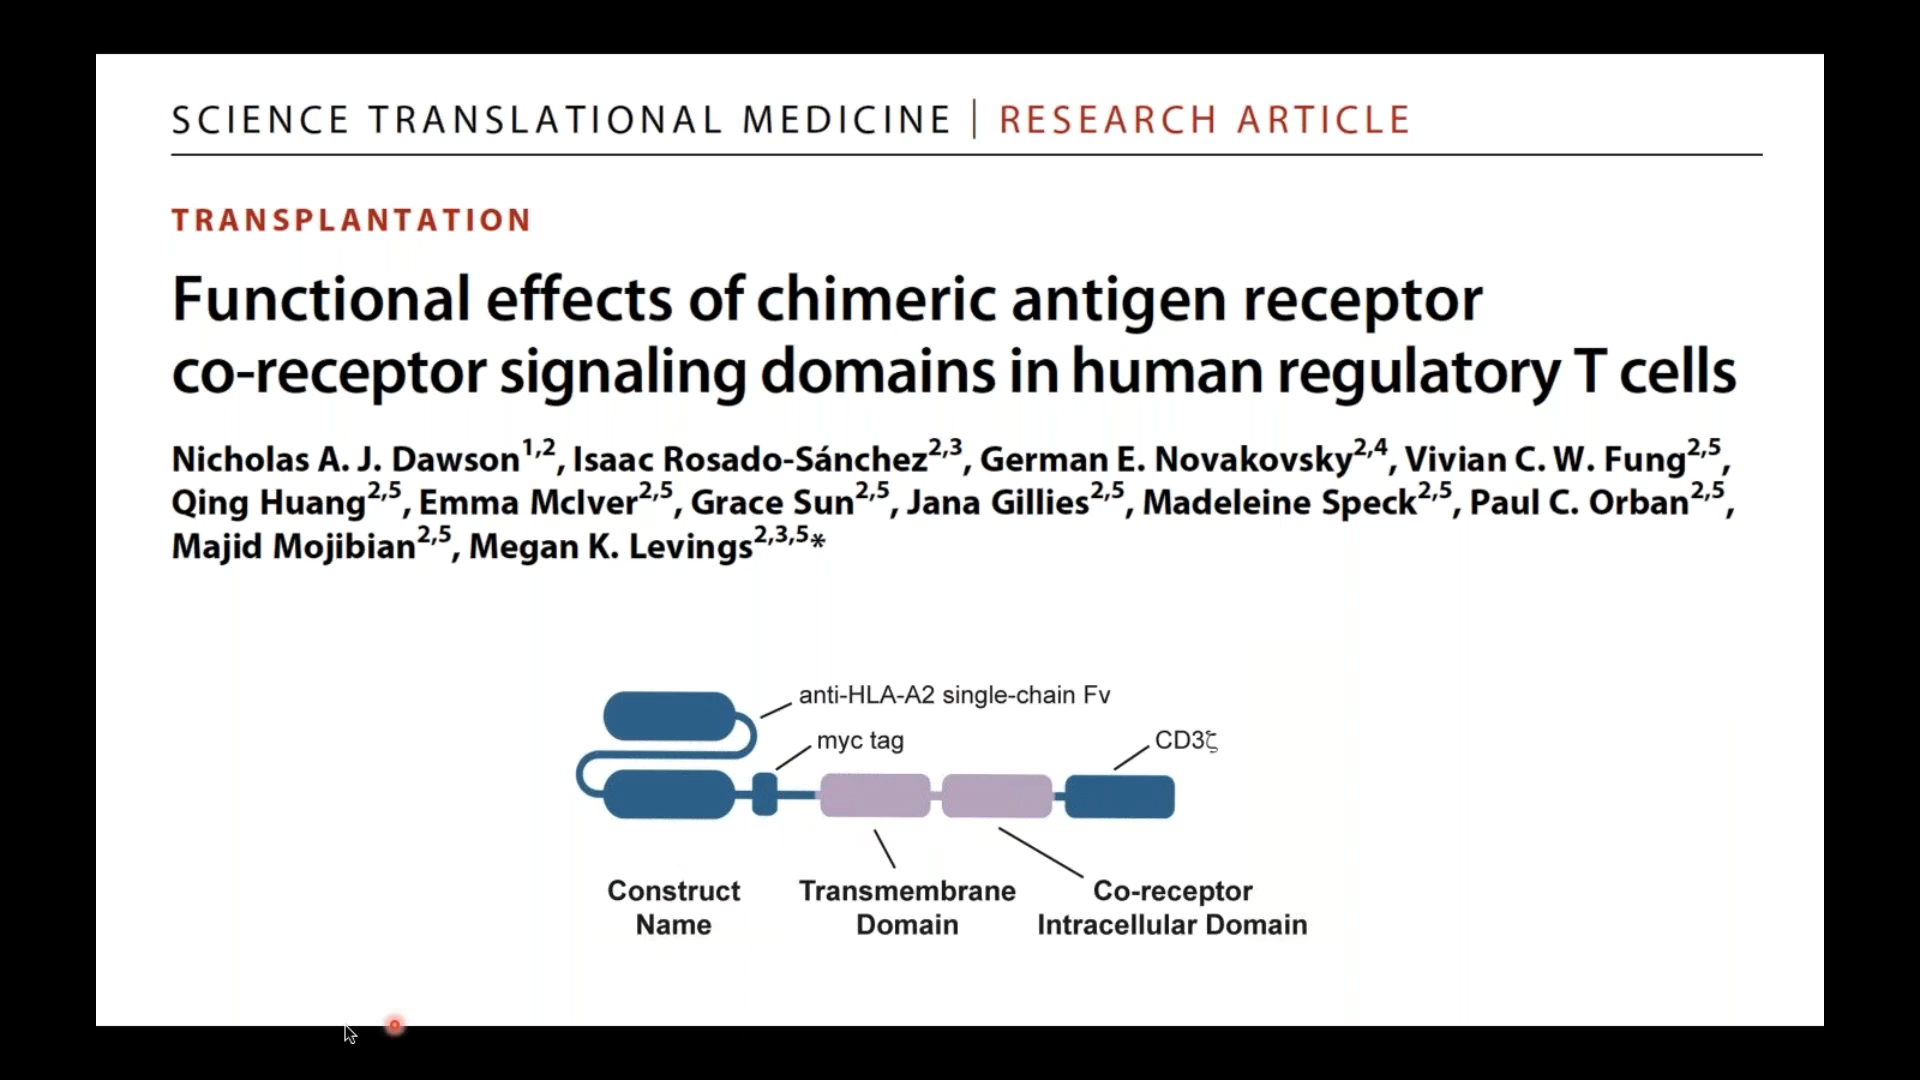 SCIENCE TRANSLATIONAL MEDICINE | RESEARCH ARTICLE
TRANSPLANTATION
Functional effects of chimeric antigen receptor
co-receptor signaling domains in human regulatory T cells
Nicholas A. J. Dawson1,2, Isaac Rosado-Sánchez2,3, German E. Novakovsky2,4, Vivian C. W. Fung2,5,
Qing Huang2,5, Emma McIver2,5, Grace Sun2,5, Jana Gillies2,5, Madeleine Speck2,5, Paul C. Orban2,5,
Majid Mojibian2,5, Megan K. Levings2,3,5*
anti-HLA-A2 single-chain Fv
myc tag
CD3ζ
Construct
Name
Transmembrane
Domain
Co-receptor
Intracellular Domain